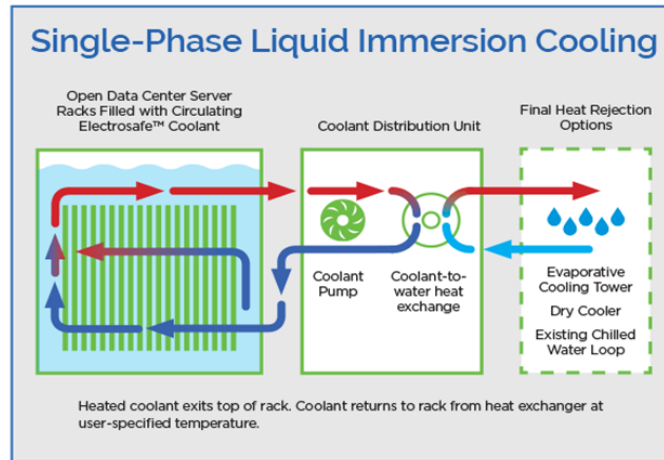 Single-Phase Liquid Immersion Cooling
Open Data Center Server
Racks Filled with Circulating
Electrosafe™ Coolant
Coolant Distribution Unit
Final Heat Rejection
Options
Coolant
Pump
Coolant-to-
water heat
exchange
Evaporative
Cooling Tower
Dry Cooler
Existing Chilled
Water Loop
Heated coolant exits top of rack. Coolant returns to rack from heat exchanger at
user-specified temperature.